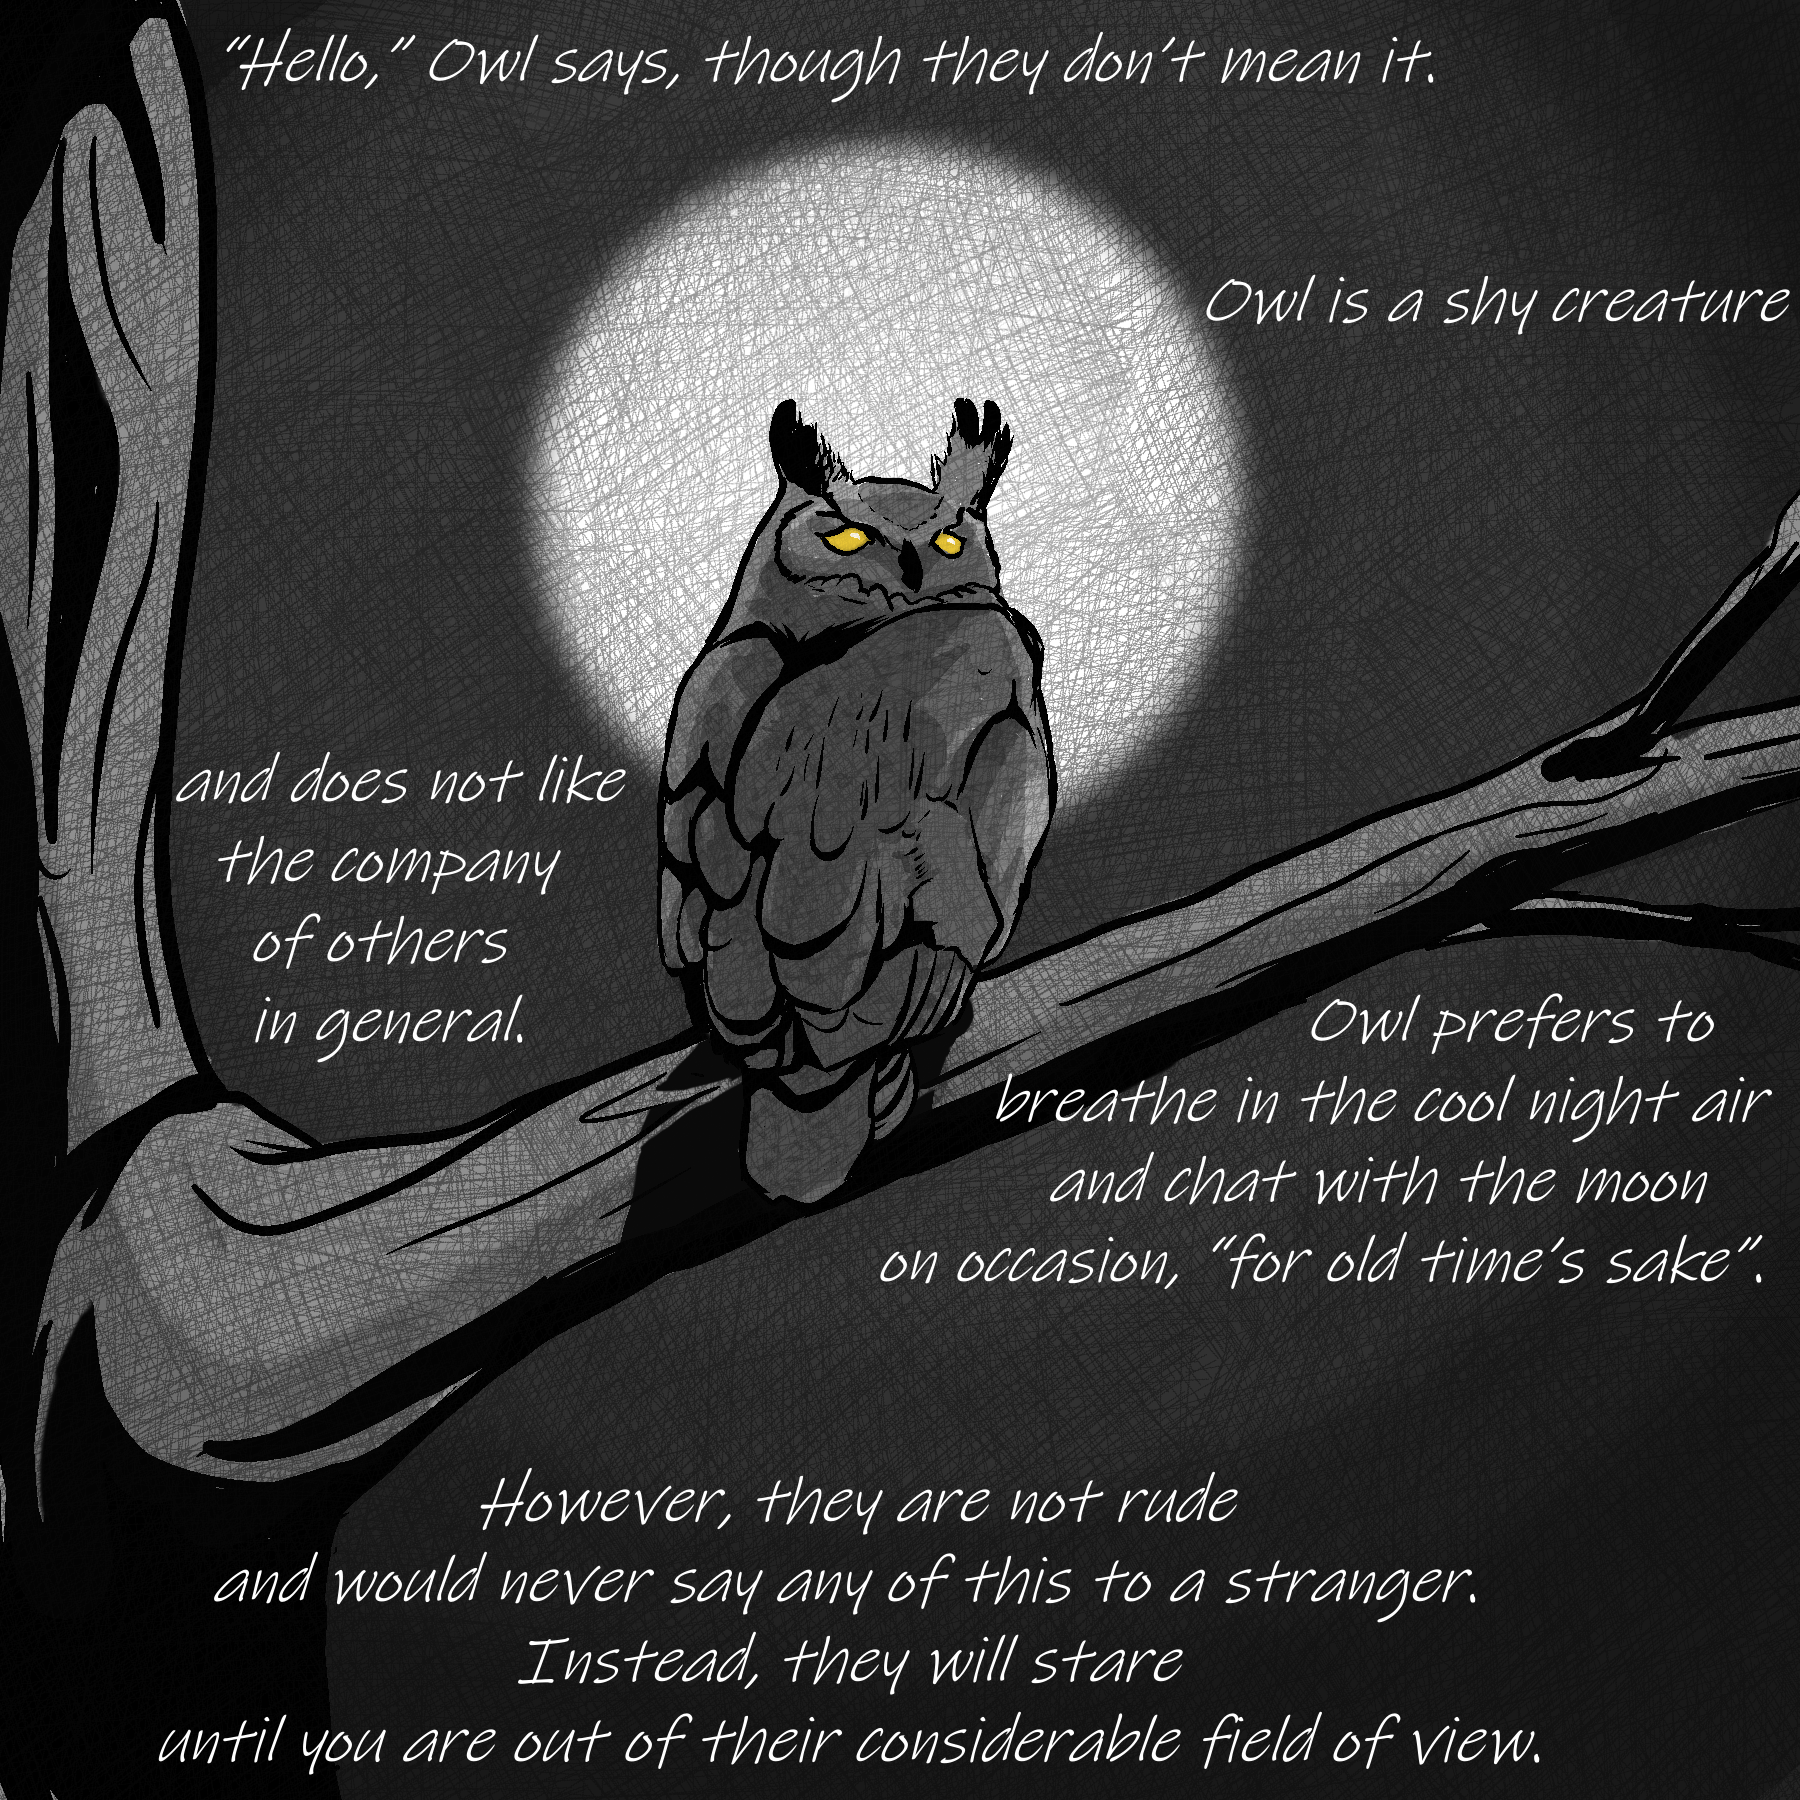 “Hello,” Owl says, though they don’t mean it.
Owl is a shy creature
and does not like
the company
of others
in general.
Owl prefers to
breathe in the cool night air
and chat with the moon
on occasion, “for old time’s sake”.
However, they are not rude
and would never say any of this to a stranger.
Instead, they will stare
until you are out of their considerable field of view.